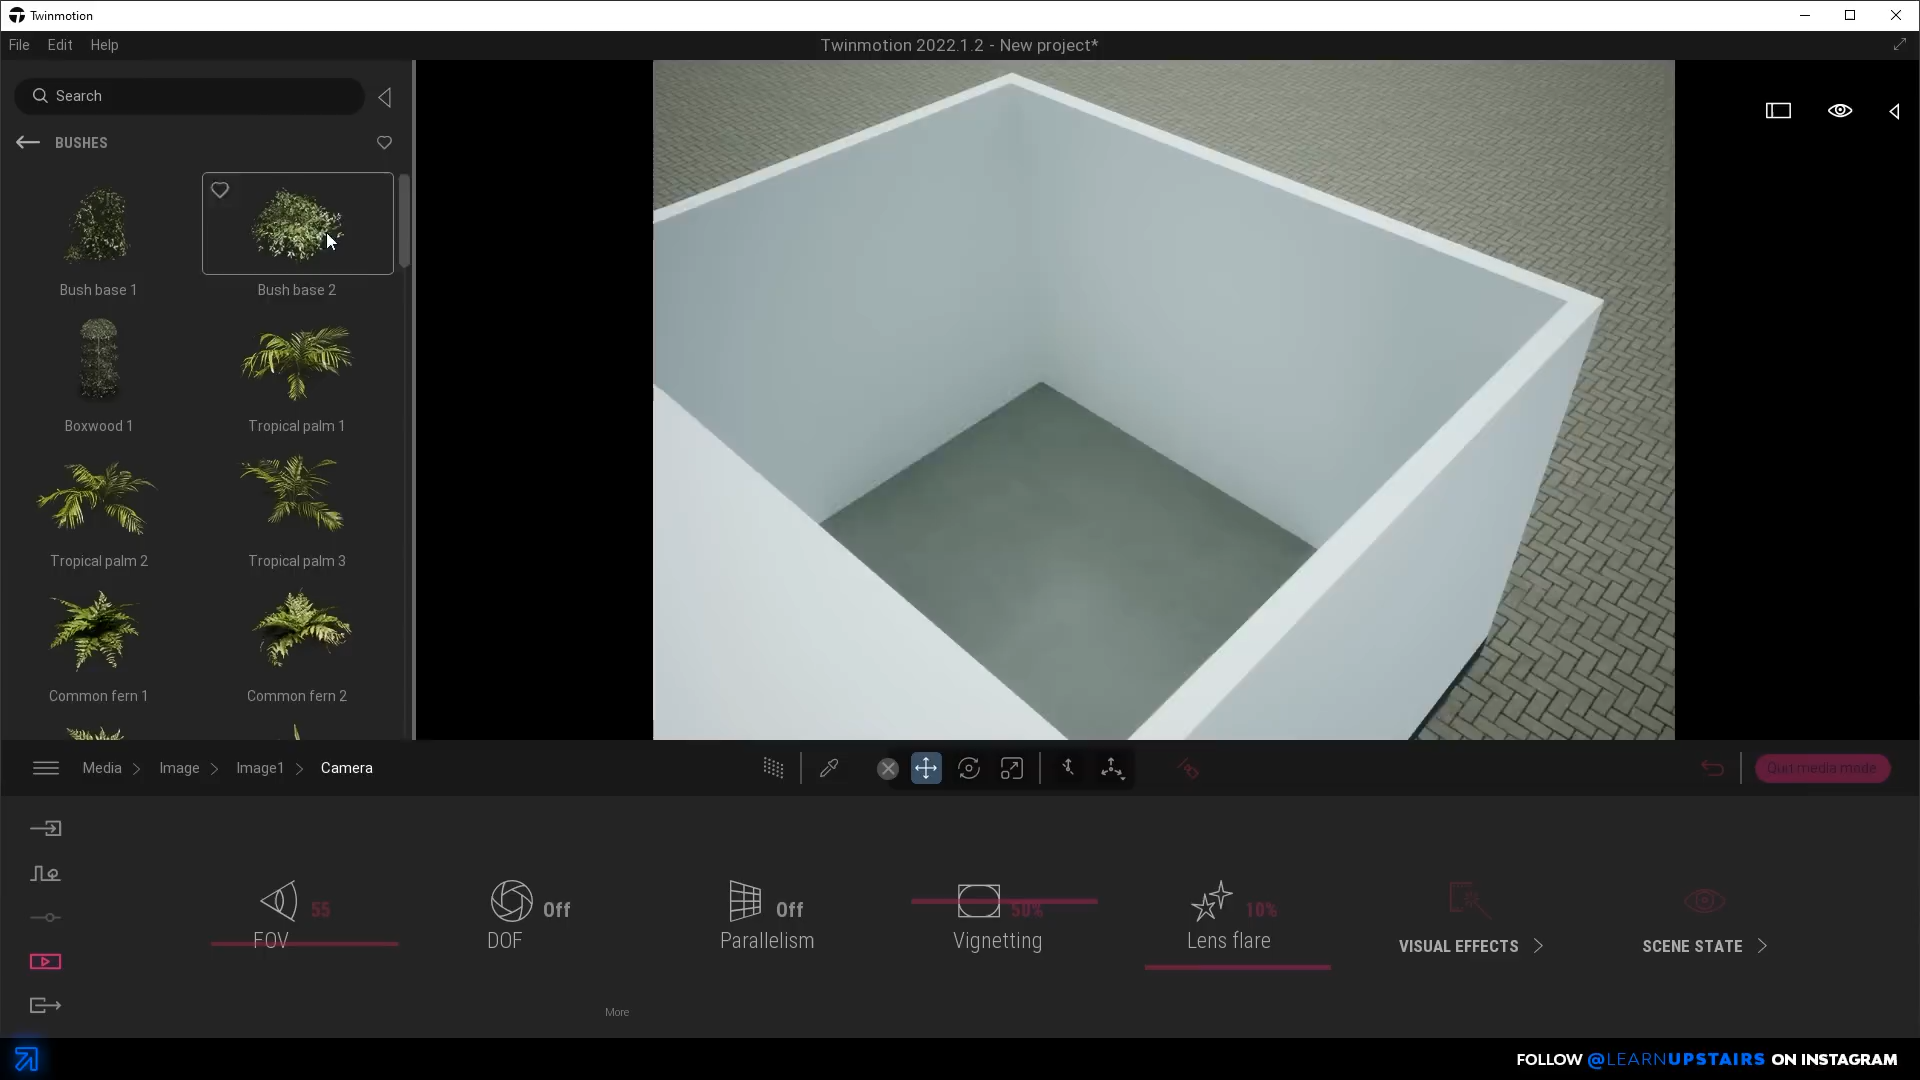 Twinmotion
File Edit Help
Twinmotion 2022.1.2 - New project*
Search
BUSHES
Bush base 1
Bush base 2
Boxwood 1
Tropical palm 1
Tropical palm 2
Tropical palm 3
Common fern 1
Common fern 2
Media
Image
Image1
Camera
Quit media mode
55
FOV
Off
DOF
Off
Parallelism
50%
Vignetting
10%
Lens flare
VISUAL EFFECTS
SCENE STATE
More
FOLLOW @LEARNUPSTAIRS ON INSTAGRAM